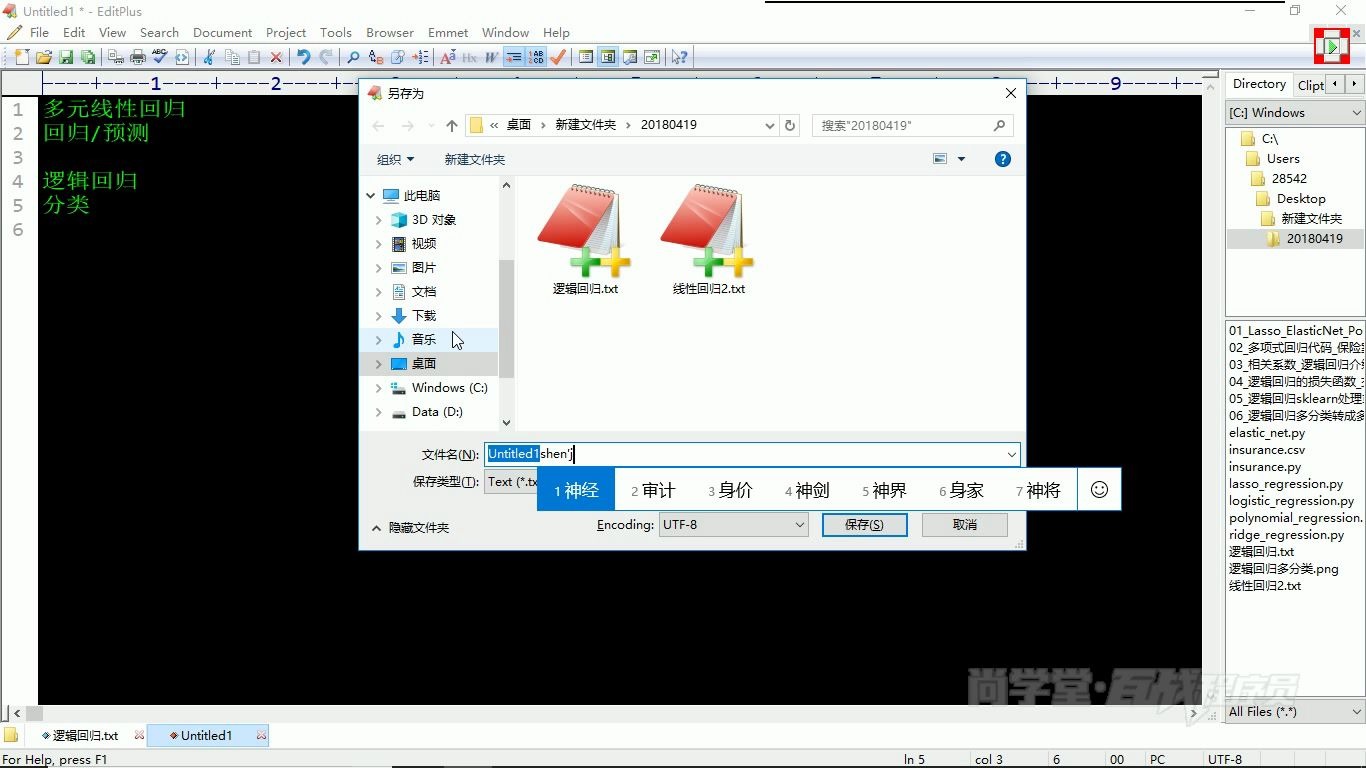 Untitled1 * - EditPlus
File Edit View Search Document Project Tools Browser Emmet Window Help
1 多元线性回归
2 回归/预测
3
4 逻辑回归
5 分类
6
另存为
« 桌面 › 新建文件夹 › 20180419
搜索"20180419"
组织 新建文件夹
此电脑
3D 对象
视频
图片
文档
下载
音乐
桌面
Windows (C:)
Data (D:)
逻辑回归.txt
线性回归2.txt
文件名(N): Untitled1shen'j
保存类型(T): Text (*.tx
1 神经 2 审计 3 身价 4 神剑 5 神界 6 身家 7 神将
隐藏文件夹
Encoding: UTF-8
保存(S) 取消
Directory Clipt
[C:] Windows
C:\
Users
28542
Desktop
新建文件夹
20180419
01_Lasso_ElasticNet_Po
02_多项式回归代码_保险
03_相关系数_逻辑回归介绍
04_逻辑回归的损失函数_
05_逻辑回归sklearn处理
06_逻辑回归多分类转成多
elastic_net.py
insurance.csv
insurance.py
lasso_regression.py
logistic_regression.py
polynomial_regression.
ridge_regression.py
逻辑回归.txt
逻辑回归多分类.png
线性回归2.txt
All Files (*.*)
尚学堂·百战程序员
逻辑回归.txt Untitled1
For Help, press F1 ln 5 col 3 6 00 PC UTF-8